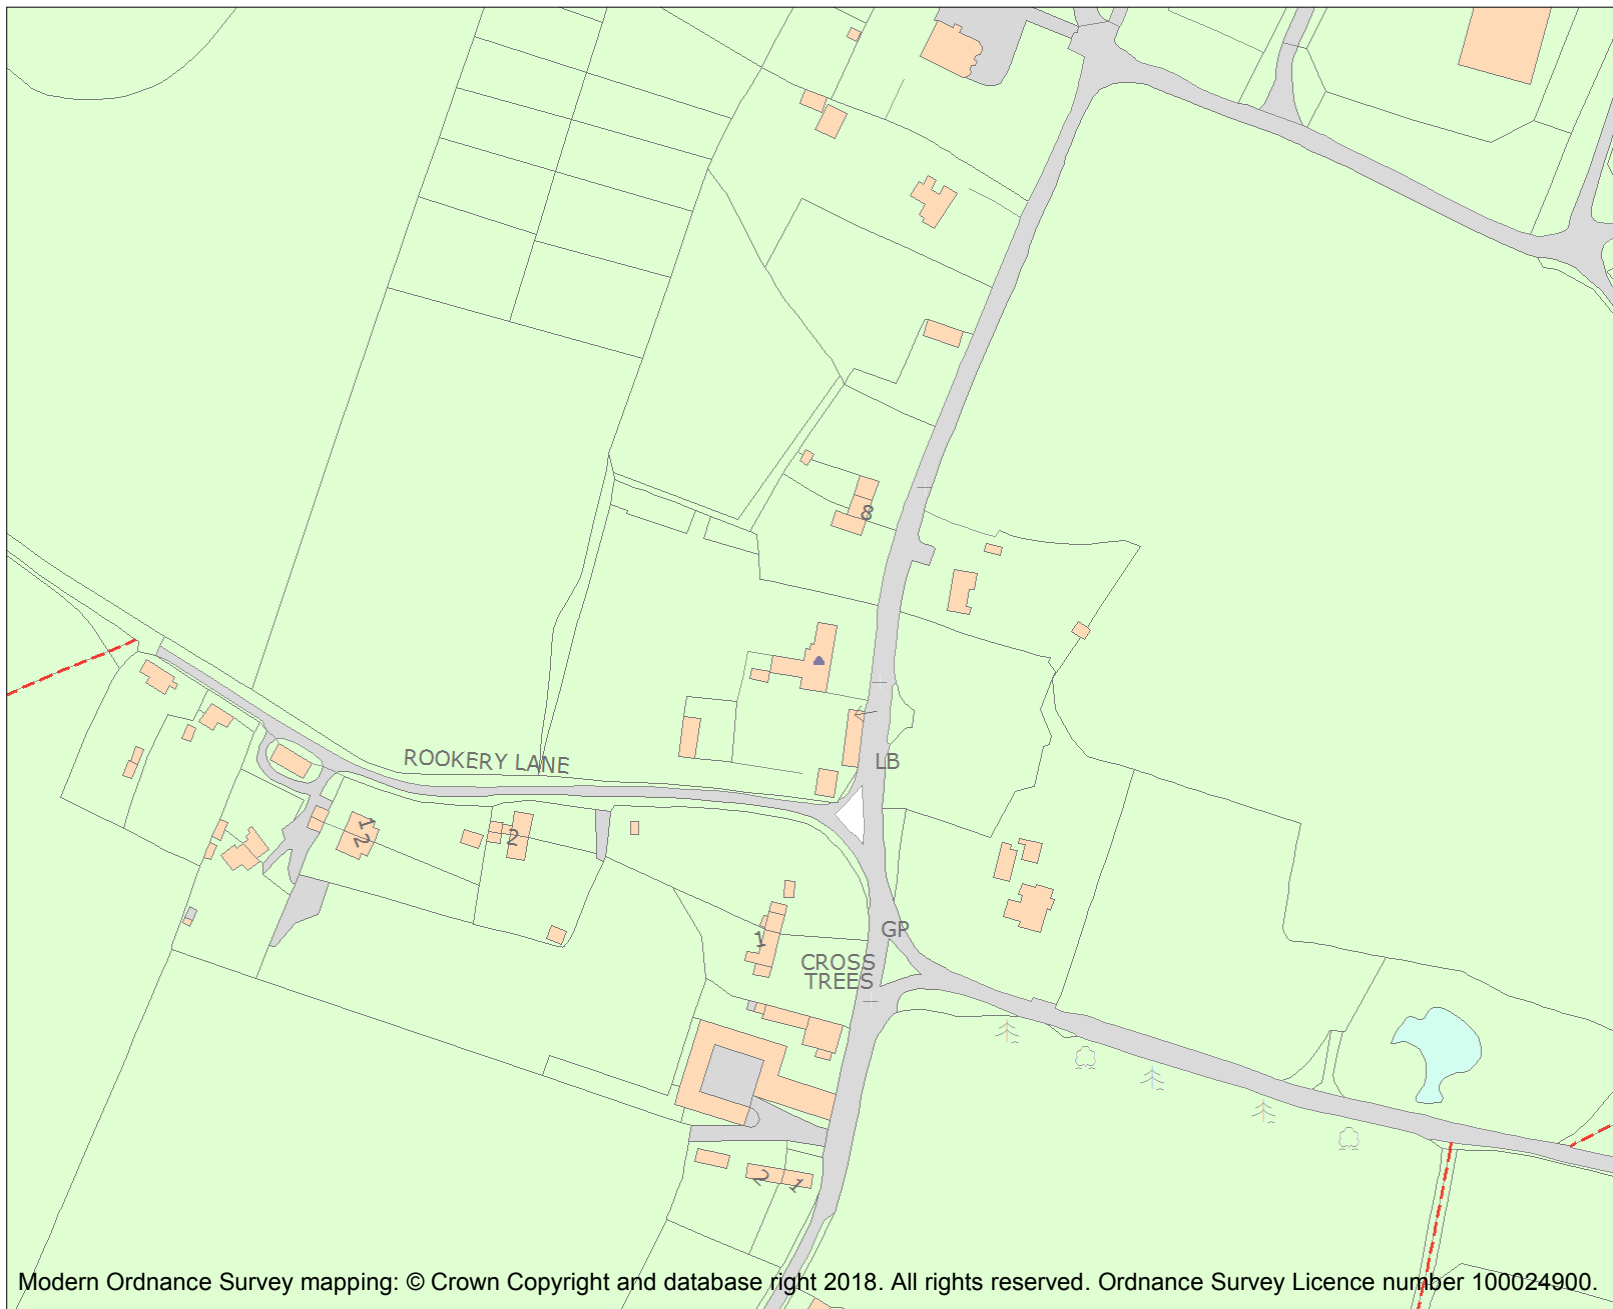 8
ROOKERY LANE
LB
12
2
GP
1
CROSS
TREES
2
1
Modern Ordnance Survey mapping: © Crown Copyright and database right 2018. All rights reserved. Ordnance Survey Licence number 100024900.